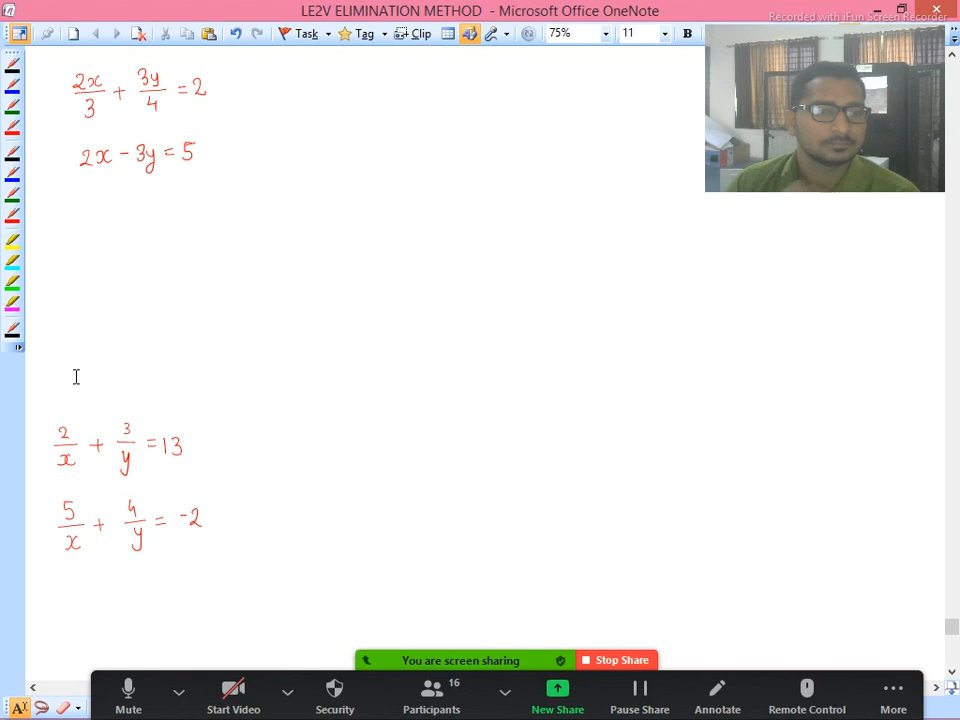 LE2V ELIMINATION METHOD - Microsoft Office OneNote
Recorded with iFun Screen Recorder
Task Tag Clip 75% 11 B
2x/3 + 3y/4 = 2
2x - 3y = 5
2/x + 3/y = 13
5/x + 4/y = -2
You are screen sharing Stop Share
16
Mute Start Video Security Participants New Share Pause Share Annotate Remote Control More